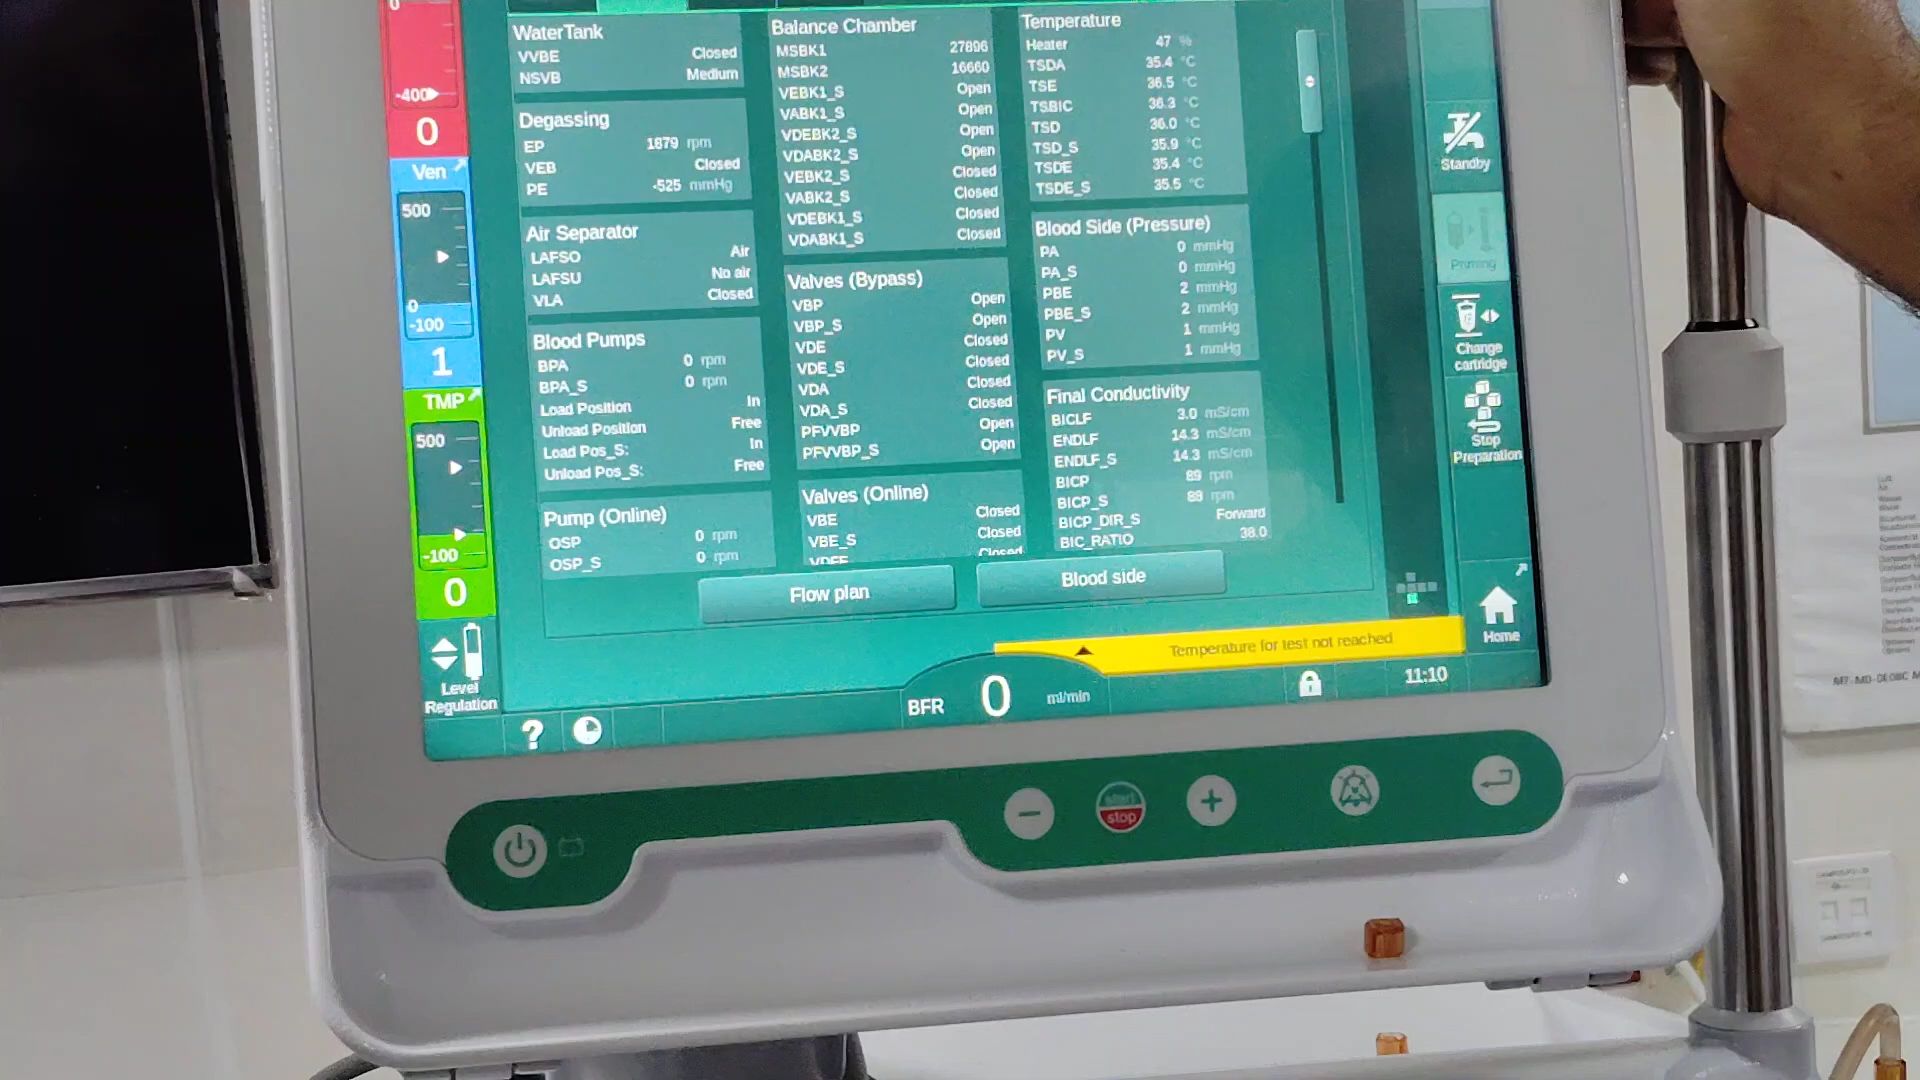 0
-400
0
Ven
500
0
-100
1
TMP
500
-100
0
Level
Regulation
WaterTank
VVBE Closed
NSVB Medium
Degassing
EP 1879 rpm
VEB Closed
PE -525 mmHg
Air Separator
LAFSO Air
LAFSU No air
VLA Closed
Blood Pumps
BPA 0 rpm
BPA_S 0 rpm
Load Position In
Unload Position Free
Load Pos_S: In
Unload Pos_S: Free
Pump (Online)
OSP 0 rpm
OSP_S 0 rpm
Balance Chamber
MSBK1 27896
MSBK2 16660
VEBK1_S Open
VABK1_S Open
VDEBK2_S Open
VDABK2_S Open
VEBK2_S Closed
VABK2_S Closed
VDEBK1_S Closed
VDABK1_S Closed
Valves (Bypass)
VBP Open
VBP_S Open
VDE Closed
VDE_S Closed
VDA Closed
VDA_S Closed
PFVVBP Open
PFVVBP_S Open
Valves (Online)
VBE Closed
VBE_S Closed
Closed
Temperature
Heater 47 %
TSDA 35.4 °C
TSE 36.5 °C
TSBIC 36.3 °C
TSD 36.0 °C
TSD_S 35.9 °C
TSDE 35.4 °C
TSDE_S 35.5 °C
Blood Side (Pressure)
PA 0 mmHg
PA_S 0 mmHg
PBE 2 mmHg
PBE_S 2 mmHg
PV 1 mmHg
PV_S 1 mmHg
Final Conductivity
BICLF 3.0 mS/cm
ENDLF 14.3 mS/cm
ENDLF_S 14.3 mS/cm
BICP 89 rpm
BICP_S 88 rpm
BICP_DIR_S Forward
BIC_RATIO 38.0
Flow plan
Blood side
Standby
Priming
Change
cartridge
Stop
Preparation
Home
Temperature for test not reached
BFR 0 ml/min
11:10
?
start
stop